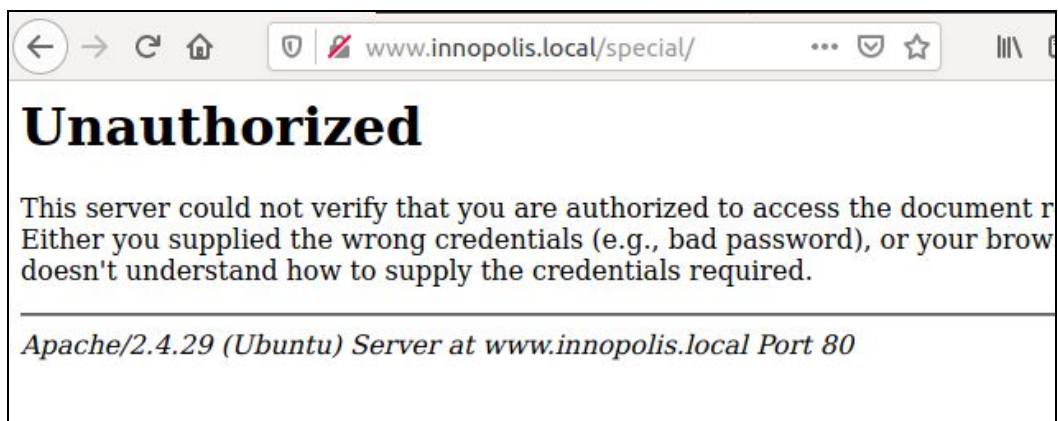 www.innopolis.local/special/
Unauthorized
This server could not verify that you are authorized to access the document r
Either you supplied the wrong credentials (e.g., bad password), or your brow
doesn't understand how to supply the credentials required.
Apache/2.4.29 (Ubuntu) Server at www.innopolis.local Port 80